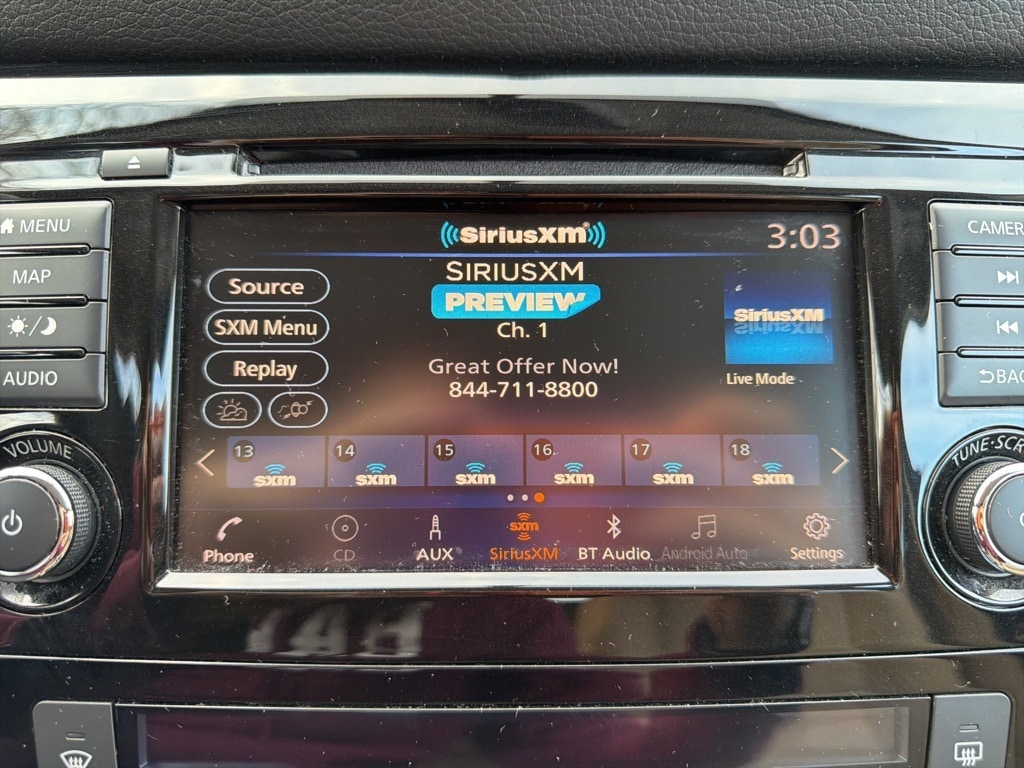 MENU
MAP
AUDIO
VOLUME
SiriusXM
3:03
Source
SXM Menu
Replay
SIRIUSXM
PREVIEW
Ch. 1
Great Offer Now!
844-711-8800
SiriusXM
Live Mode
13 14 15 16 17 18
sxm sxm sxm sxm sxm sxm
sxm
Phone CD AUX SiriusXM BT Audio Android Auto Settings
CAMER
BAC
TUNE·SCR